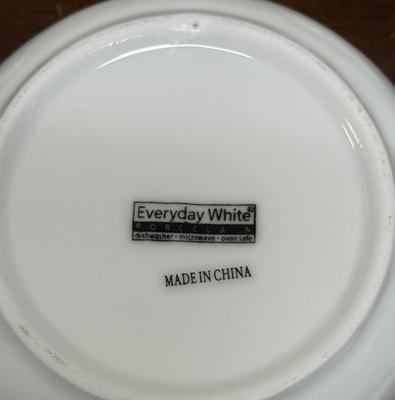 Everyday White®
PORCELAIN
dishwasher • microwave • oven safe
MADE IN CHINA